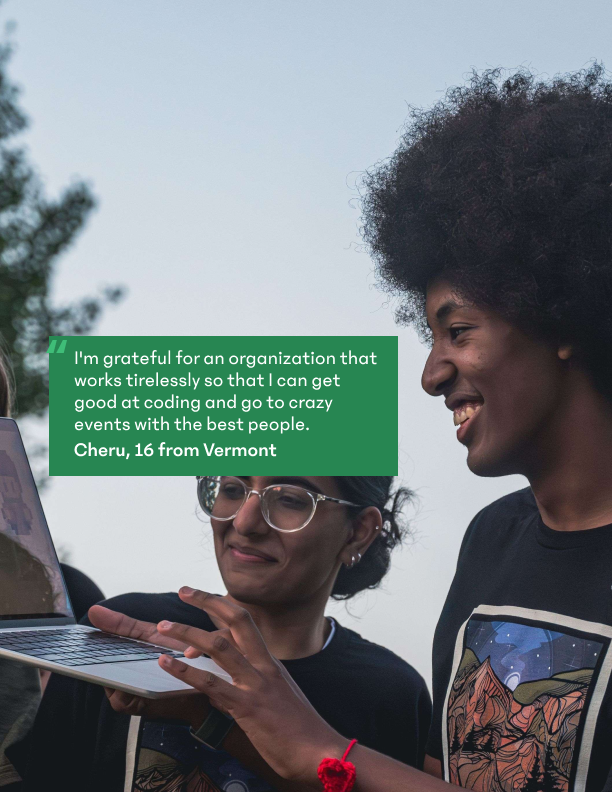 "
I'm grateful for an organization that
works tirelessly so that I can get
good at coding and go to crazy
events with the best people.
Cheru, 16 from Vermont